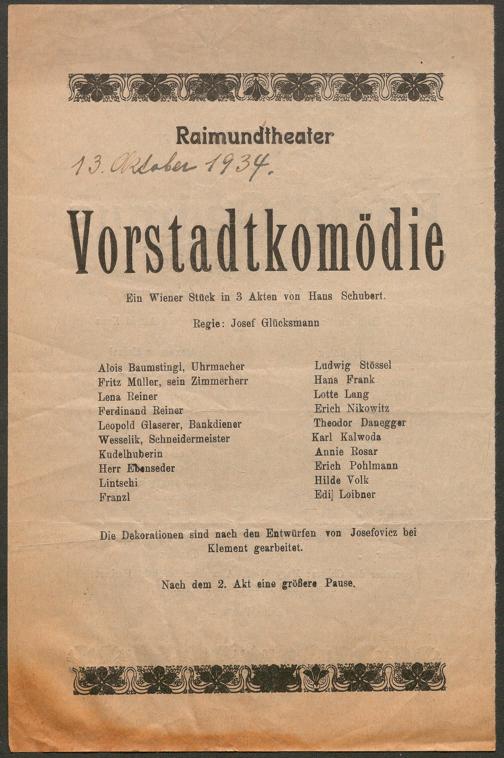 Raimundtheater
13. Oktober 1934.
Vorstadtkomödie
Ein Wiener Stück in 3 Akten von Hans Schubert.
Regie: Josef Glücksmann
Alois Baumstingl, Uhrmacher Ludwig Stössel
Fritz Müller, sein Zimmerherr Hans Frank
Lena Reiner Lotte Lang
Ferdinand Reiner Erich Nikowitz
Leopold Glaserer, Bankdiener Theodor Danegger
Wesselik, Schneidermeister Karl Kalwoda
Kudelhuberin Annie Rosar
Herr Ebenseder Erich Pohlmann
Lintschi Hilde Volk
Franzl Edij Loibner
Die Dekorationen sind nach den Entwürfen von Josefovicz bei
Klement gearbeitet.
Nach dem 2. Akt eine größere Pause.